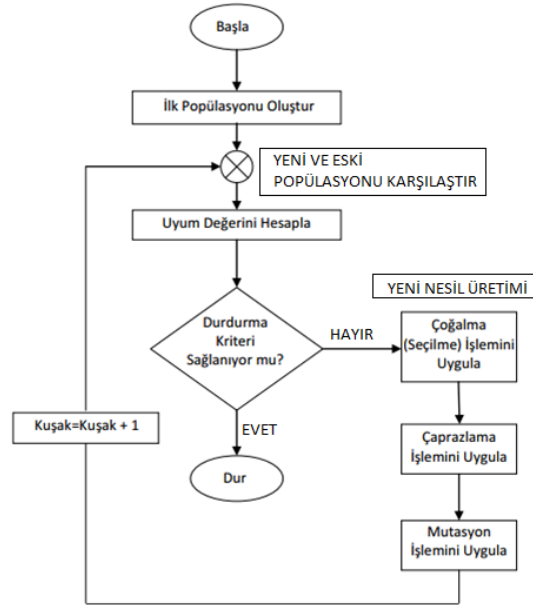 Başla
İlk Popülasyonu Oluştur
YENİ VE ESKİ
POPÜLASYONU KARŞILAŞTIR
Uyum Değerini Hesapla
YENİ NESİL ÜRETİMİ
Durdurma
Kriteri
Sağlanıyor mu?
HAYIR
Çoğalma
(Seçilme) İşlemini
Uygula
Kuşak=Kuşak + 1
EVET
Çaprazlama
İşlemini Uygula
Dur
Mutasyon
İşlemini Uygula